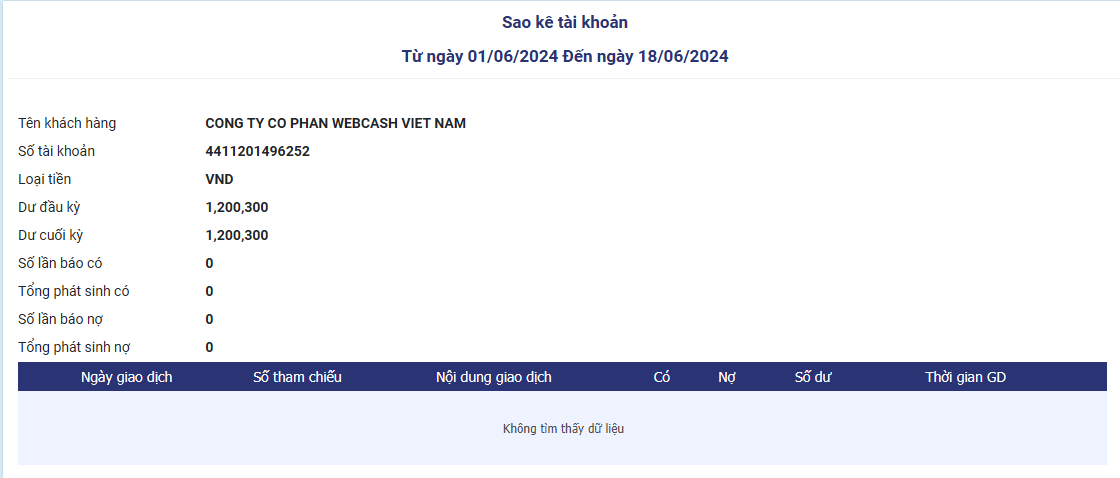 Sao kê tài khoản
Từ ngày 01/06/2024 Đến ngày 18/06/2024
Tên khách hàng CONG TY CO PHAN WEBCASH VIET NAM
Số tài khoản 4411201496252
Loại tiền VND
Dư đầu kỳ 1,200,300
Dư cuối kỳ 1,200,300
Số lần báo có 0
Tổng phát sinh có 0
Số lần báo nợ 0
Tổng phát sinh nợ 0
Ngày giao dịch Số tham chiếu Nội dung giao dịch Có Nợ Số dư Thời gian GD
Không tìm thấy dữ liệu